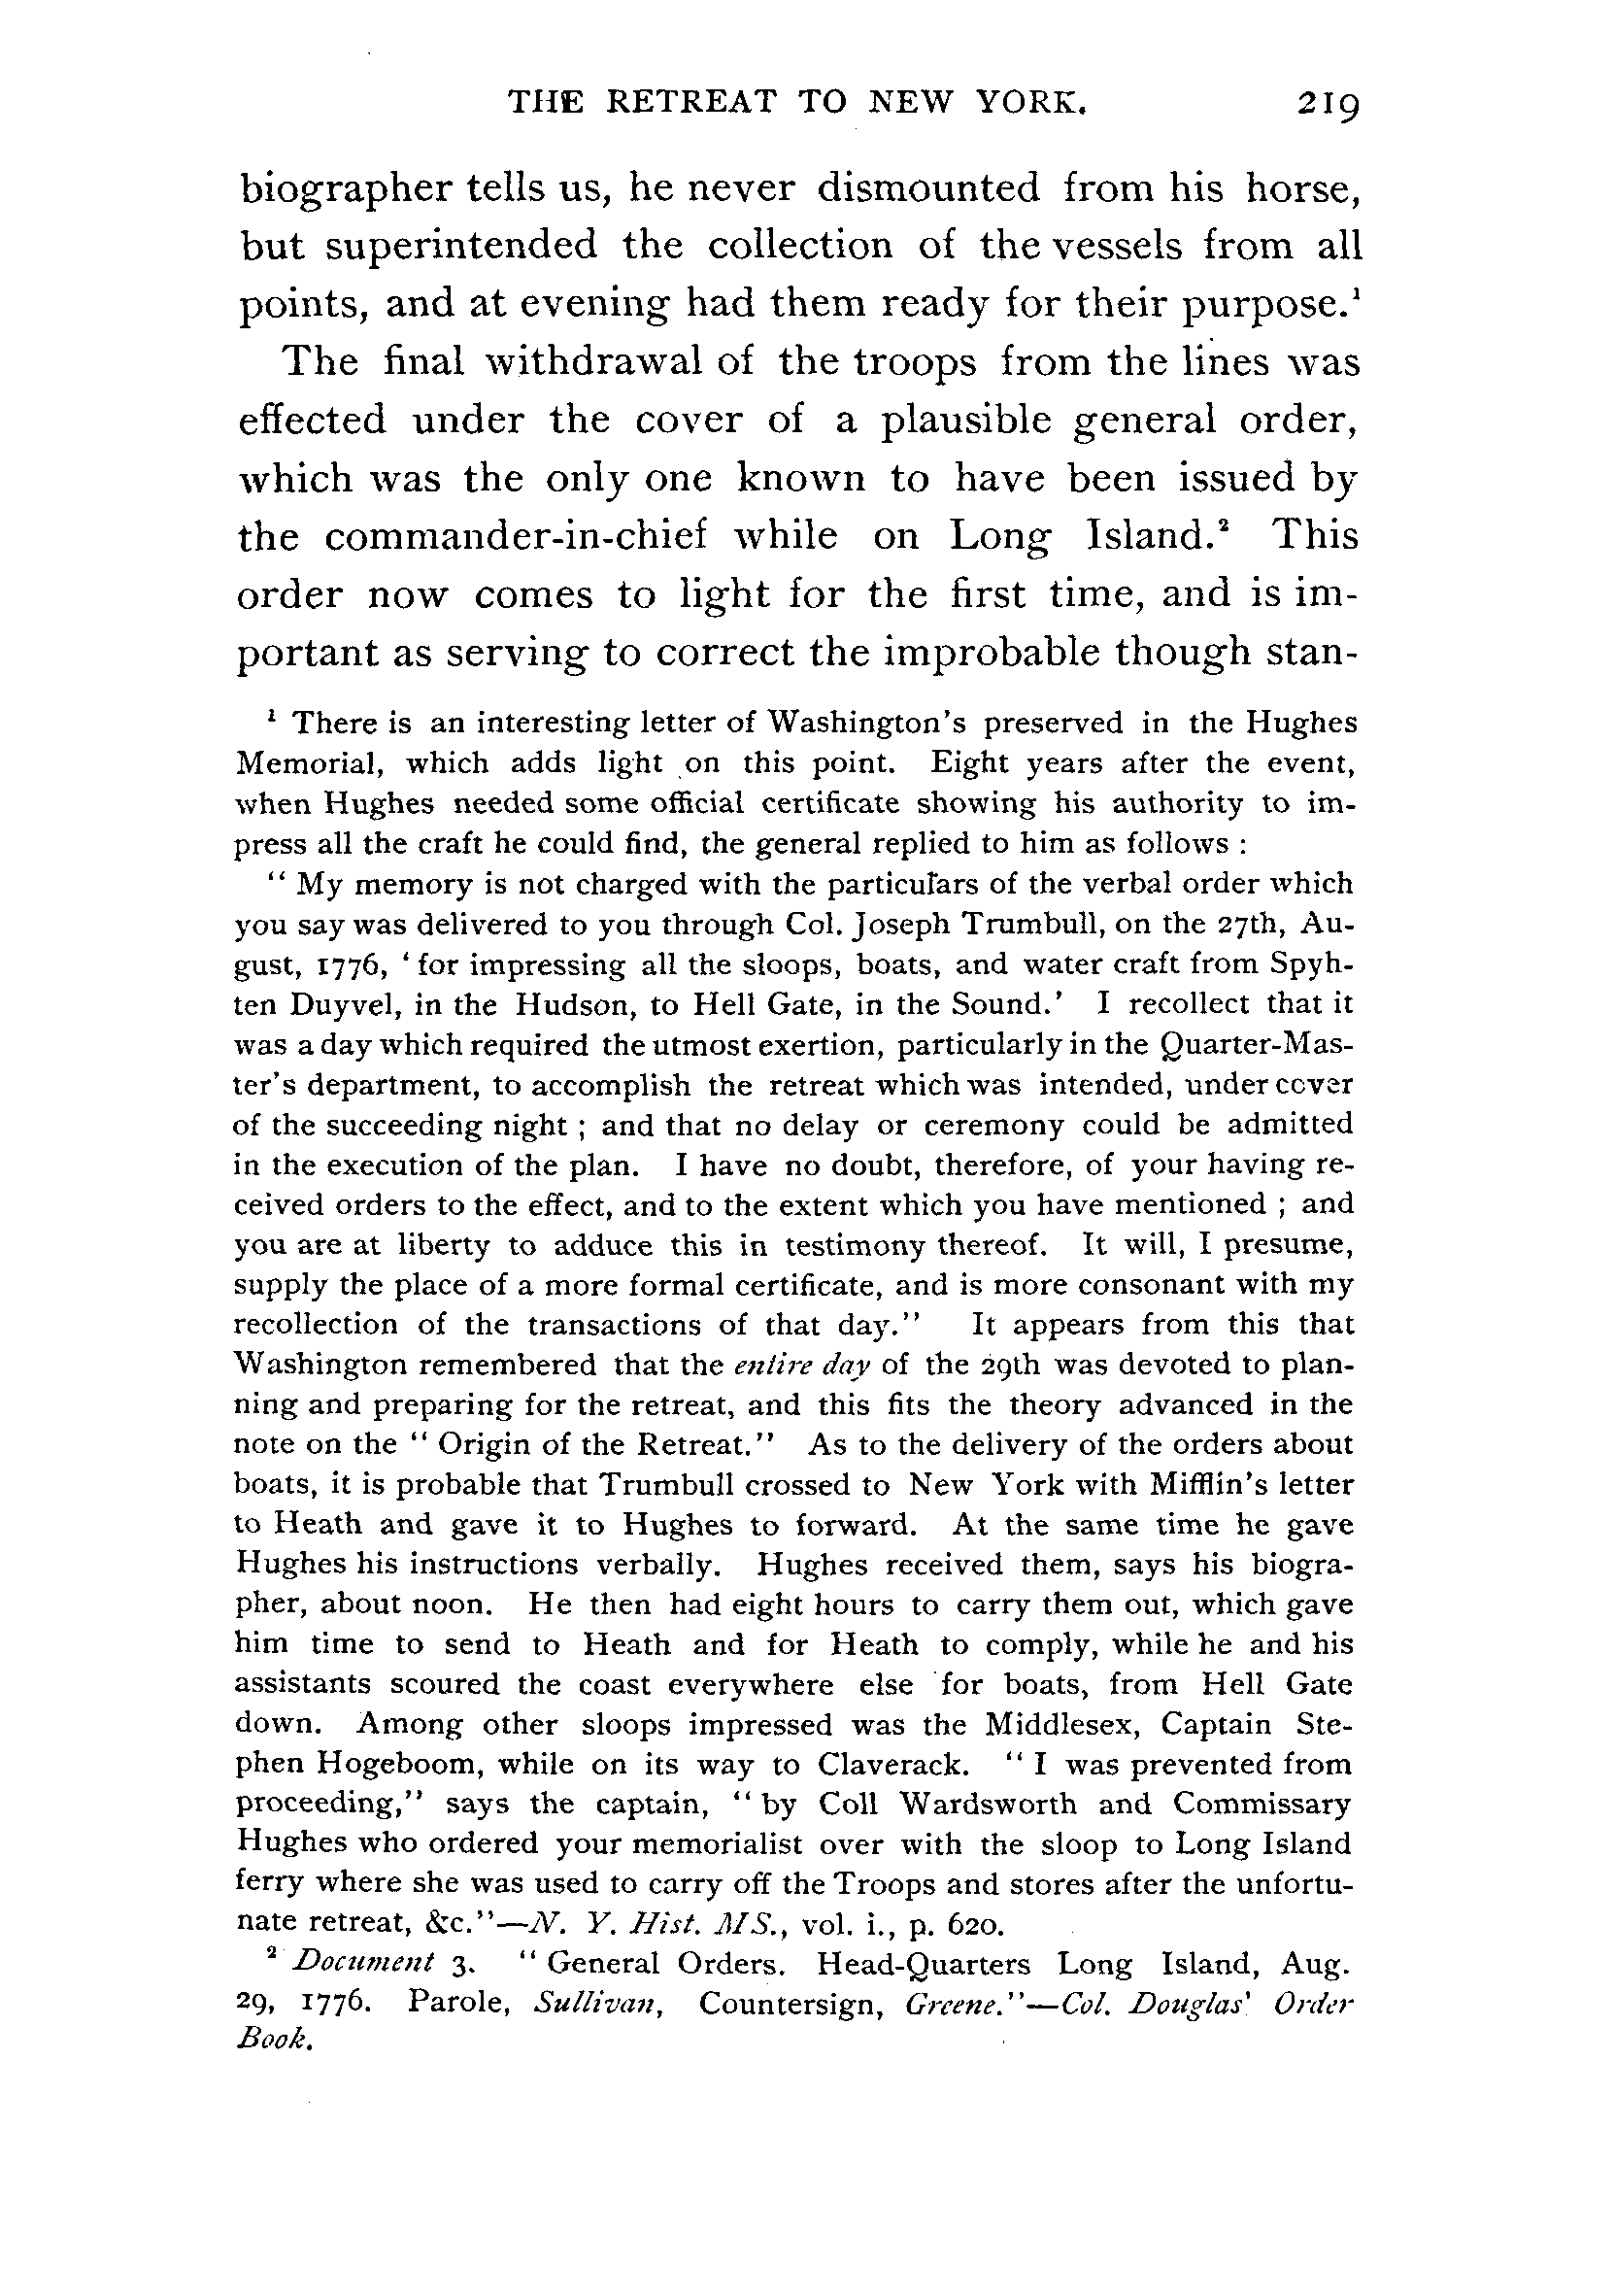 THE RETREAT TO NEW YORK. 219
biographer tells us, he never dismounted from his horse,
but superintended the collection of the vessels from all
points, and at evening had them ready for their purpose.¹
The final withdrawal of the troops from the lines was
effected under the cover of a plausible general order,
which was the only one known to have been issued by
the commander-in-chief while on Long Island.² This
order now comes to light for the first time, and is im-
portant as serving to correct the improbable though stan-
¹ There is an interesting letter of Washington's preserved in the Hughes
Memorial, which adds light on this point. Eight years after the event,
when Hughes needed some official certificate showing his authority to im-
press all the craft he could find, the general replied to him as follows :
" My memory is not charged with the particulars of the verbal order which
you say was delivered to you through Col. Joseph Trumbull, on the 27th, Au-
gust, 1776, ' for impressing all the sloops, boats, and water craft from Spyh-
ten Duyvel, in the Hudson, to Hell Gate, in the Sound.' I recollect that it
was a day which required the utmost exertion, particularly in the Quarter-Mas-
ter's department, to accomplish the retreat which was intended, under cover
of the succeeding night ; and that no delay or ceremony could be admitted
in the execution of the plan. I have no doubt, therefore, of your having re-
ceived orders to the effect, and to the extent which you have mentioned ; and
you are at liberty to adduce this in testimony thereof. It will, I presume,
supply the place of a more formal certificate, and is more consonant with my
recollection of the transactions of that day." It appears from this that
Washington remembered that the entire day of the 29th was devoted to plan-
ning and preparing for the retreat, and this fits the theory advanced in the
note on the " Origin of the Retreat." As to the delivery of the orders about
boats, it is probable that Trumbull crossed to New York with Mifflin's letter
to Heath and gave it to Hughes to forward. At the same time he gave
Hughes his instructions verbally. Hughes received them, says his biogra-
pher, about noon. He then had eight hours to carry them out, which gave
him time to send to Heath and for Heath to comply, while he and his
assistants scoured the coast everywhere else for boats, from Hell Gate
down. Among other sloops impressed was the Middlesex, Captain Ste-
phen Hogeboom, while on its way to Claverack. " I was prevented from
proceeding," says the captain, " by Coll Wardsworth and Commissary
Hughes who ordered your memorialist over with the sloop to Long Island
ferry where she was used to carry off the Troops and stores after the unfortu-
nate retreat, &c."—N. Y. Hist. MS., vol. i., p. 620.
² Document 3. " General Orders. Head-Quarters Long Island, Aug.
29, 1776. Parole, Sullivan, Countersign, Greene."—Col. Douglas' Order
Book.